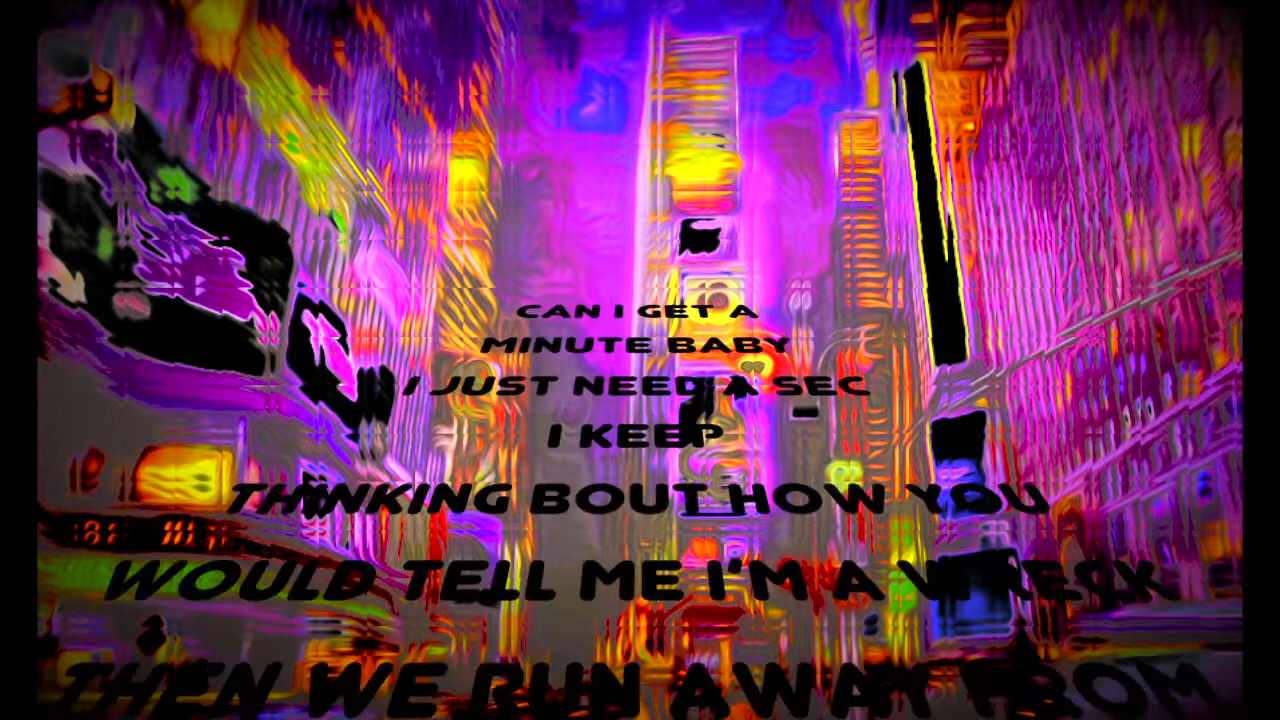 CAN I GET A
MINUTE BABY
I JUST NEED A SEC
I KEEP
THINKING BOUT HOW YOU
WOULD TELL ME I'M A WRECK
THEN WE RUN AWAY FROM